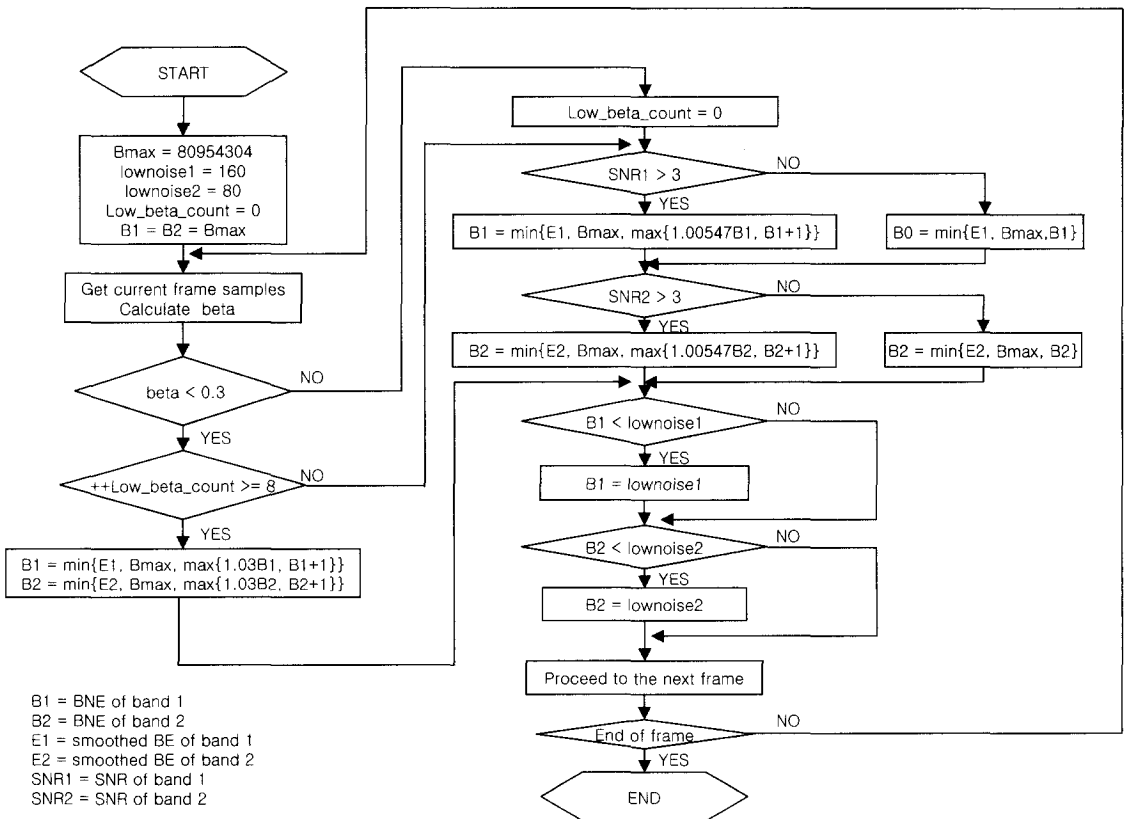 START
Bmax = 80954304
lownoise1 = 160
lownoise2 = 80
Low_beta_count = 0
B1 = B2 = Bmax
Get current frame samples
Calculate beta
beta < 0.3
NO
YES
++Low_beta_count >= 8
NO
YES
B1 = min{E1, Bmax, max{1.03B1, B1+1}}
B2 = min{E2, Bmax, max{1.03B2, B2+1}}
Low_beta_count = 0
SNR1 > 3
NO
YES
B1 = min{E1, Bmax, max{1.00547B1, B1+1}}
B0 = min{E1, Bmax,B1}
SNR2 > 3
NO
YES
B2 = min{E2, Bmax, max{1.00547B2, B2+1}}
B2 = min{E2, Bmax, B2}
B1 < lownoise1
NO
YES
B1 = lownoise1
B2 < lownoise2
NO
YES
B2 = lownoise2
Proceed to the next frame
End of frame
NO
YES
END
B1 = BNE of band 1
B2 = BNE of band 2
E1 = smoothed BE of band 1
E2 = smoothed BE of band 2
SNR1 = SNR of band 1
SNR2 = SNR of band 2